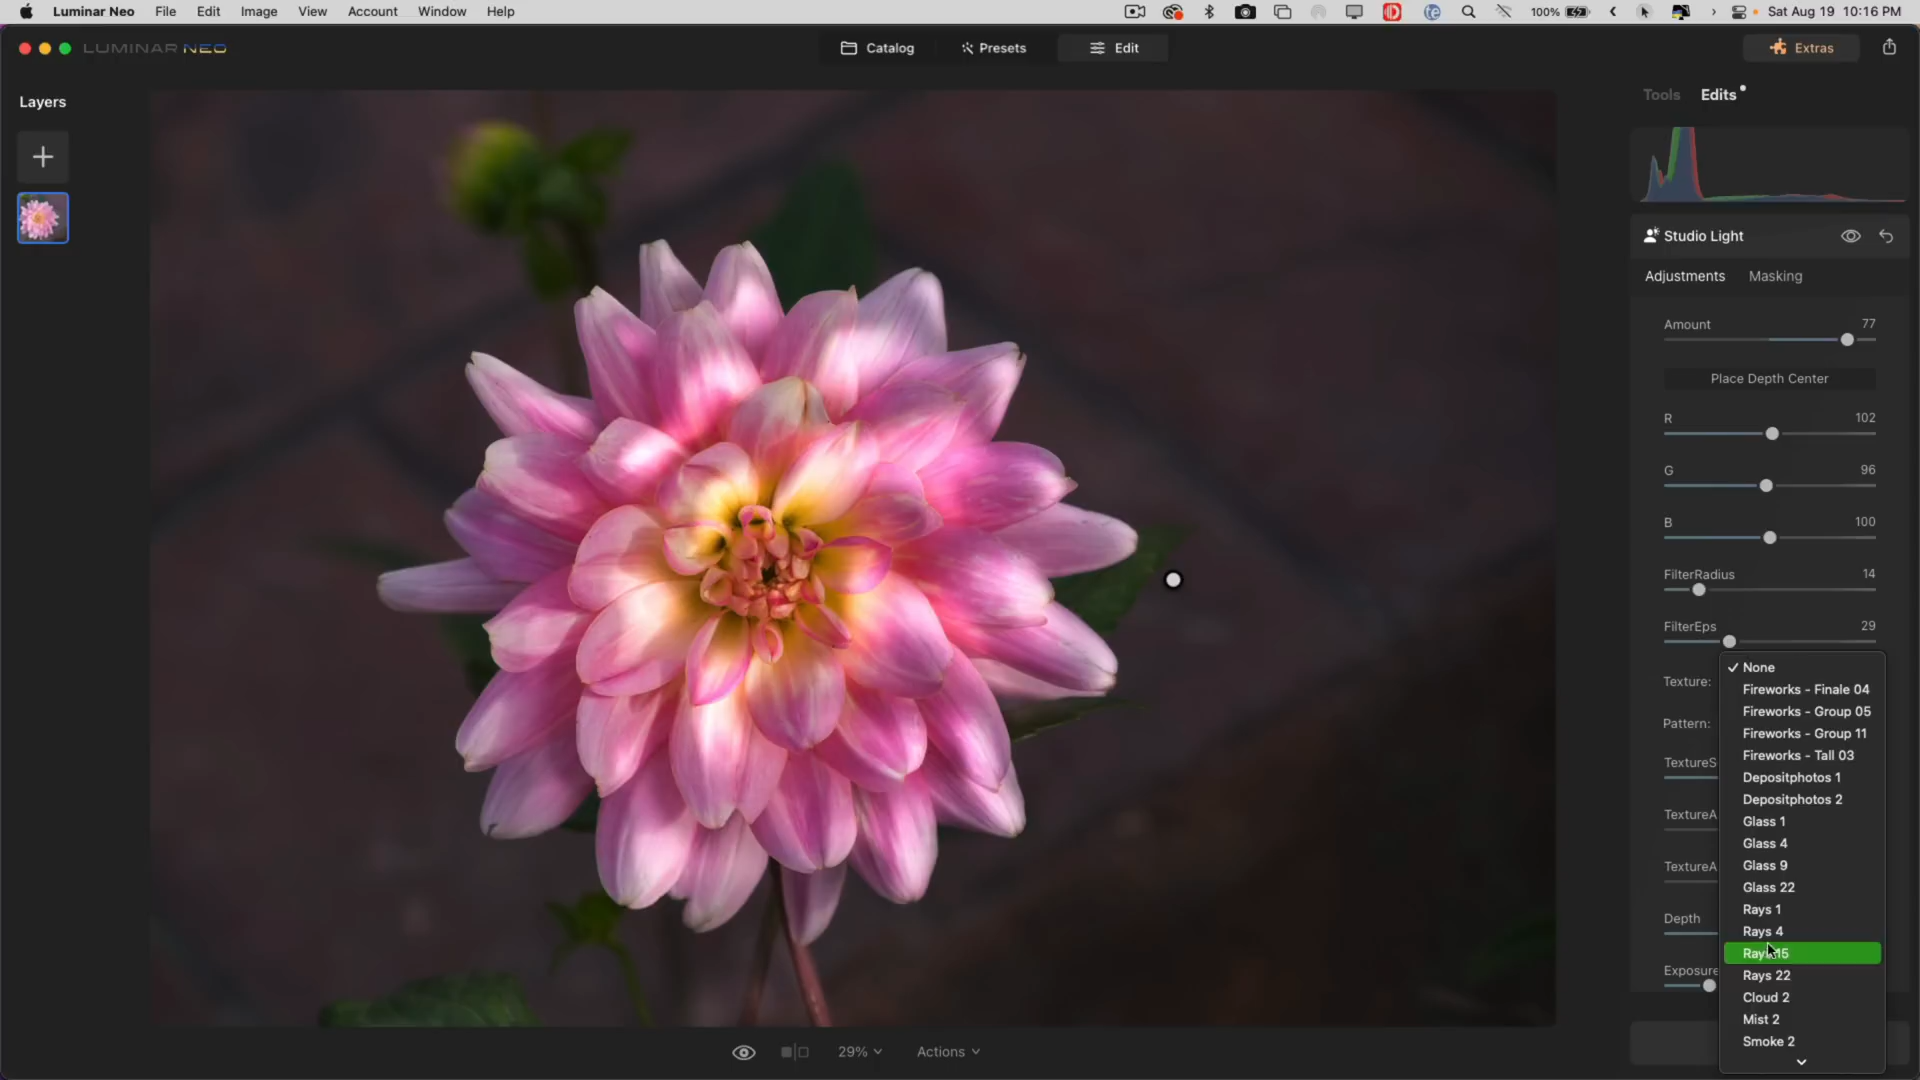 Luminar Neo File Edit Image View Account Window Help 100% Sat Aug 19 10:16 PM
LUMINAR NEO Catalog Presets Edit Extras
Layers
Tools Edits
Studio Light
Adjustments Masking
Amount 77
Place Depth Center
R 102
G 96
B 100
FilterRadius 14
FilterEps 29
None
Texture:
Fireworks - Finale 04
Fireworks - Group 05
Pattern:
Fireworks - Group 11
Fireworks - Tall 03
TextureS
Depositphotos 1
Depositphotos 2
TextureA
Glass 1
Glass 4
TextureA
Glass 9
Glass 22
Rays 1
Depth
Rays 4
Rays 15
Exposure
Rays 22
Cloud 2
Mist 2
Smoke 2
29% Actions